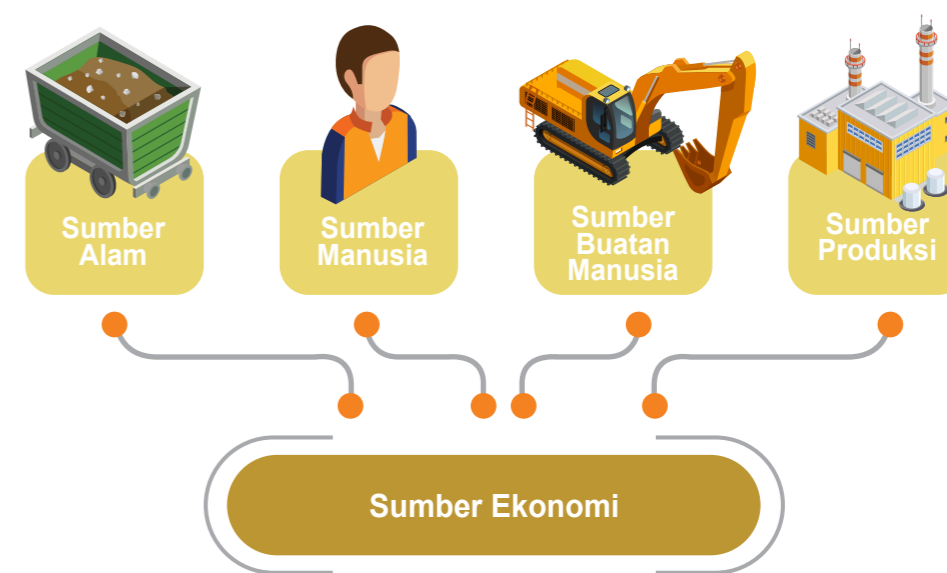 Sumber
Alam
Sumber
Manusia
Sumber
Buatan
Manusia
Sumber
Produksi
Sumber Ekonomi